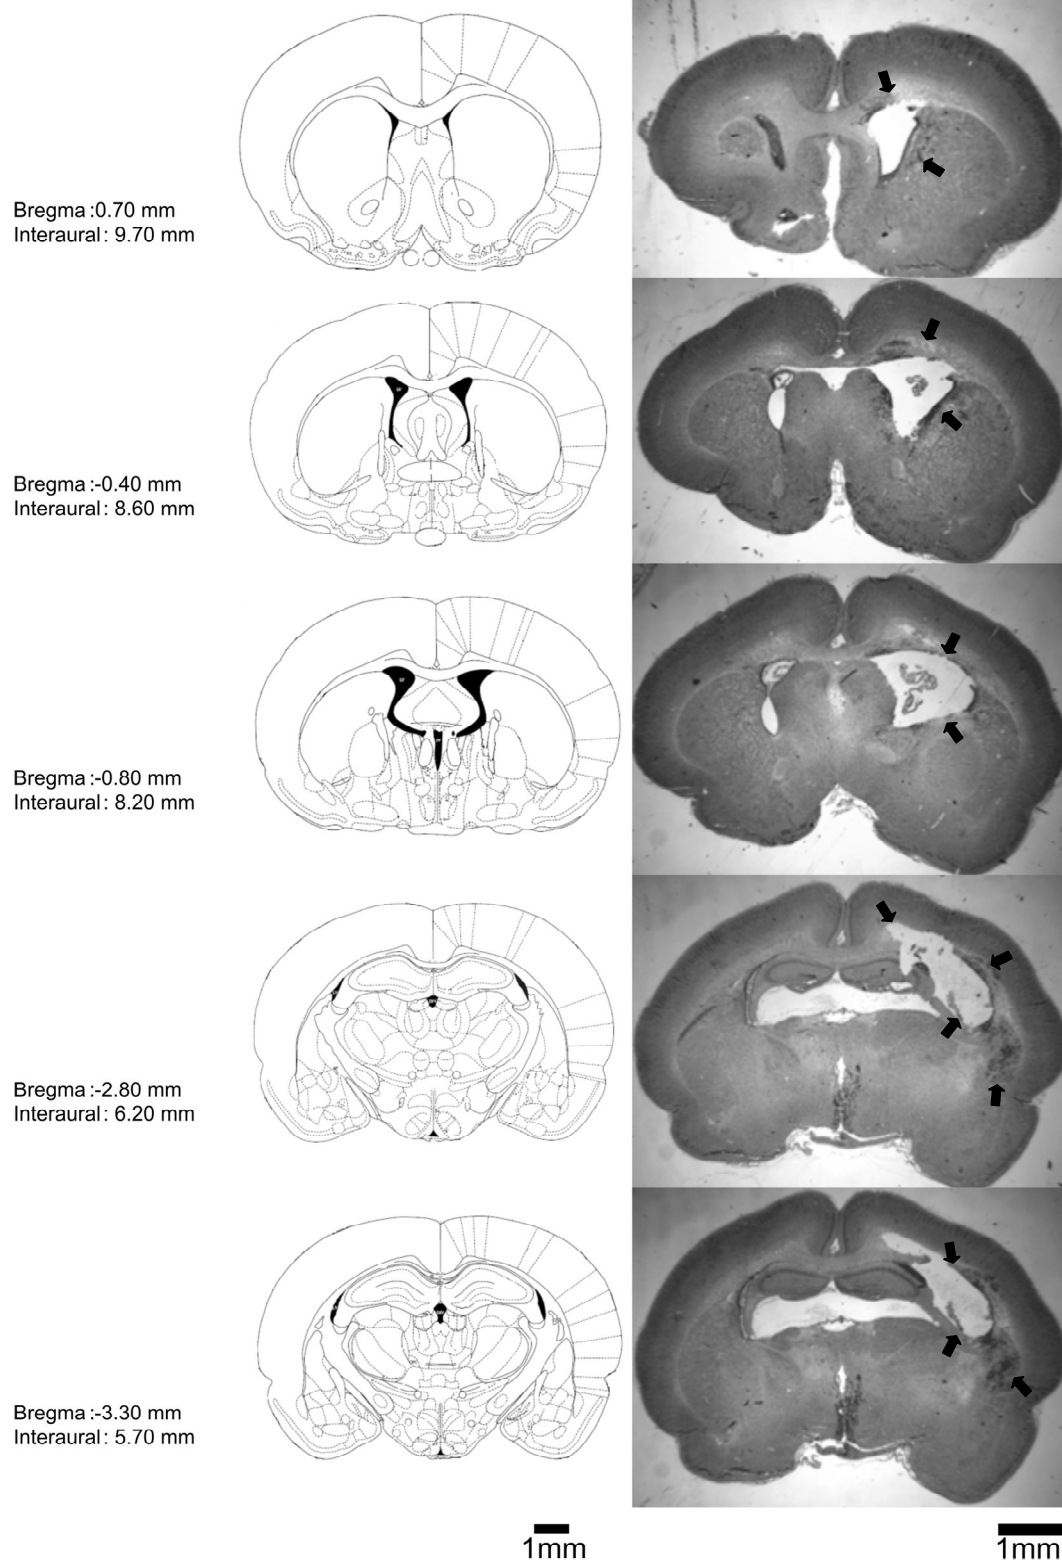 Bregma :0.70 mm
Interaural : 9.70 mm
Bregma :-0.40 mm
Interaural : 8.60 mm
Bregma :-0.80 mm
Interaural : 8.20 mm
Bregma :-2.80 mm
Interaural : 6.20 mm
Bregma :-3.30 mm
Interaural : 5.70 mm
1mm
1mm